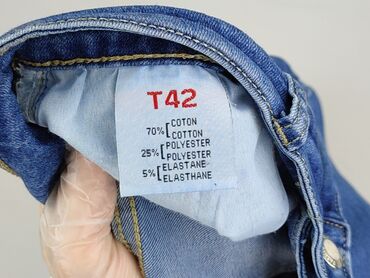 T42
70% [ COTON
COTTON
25% [ POLYESTER
POLYESTER
5% [ ELASTANE
ELASTHANE